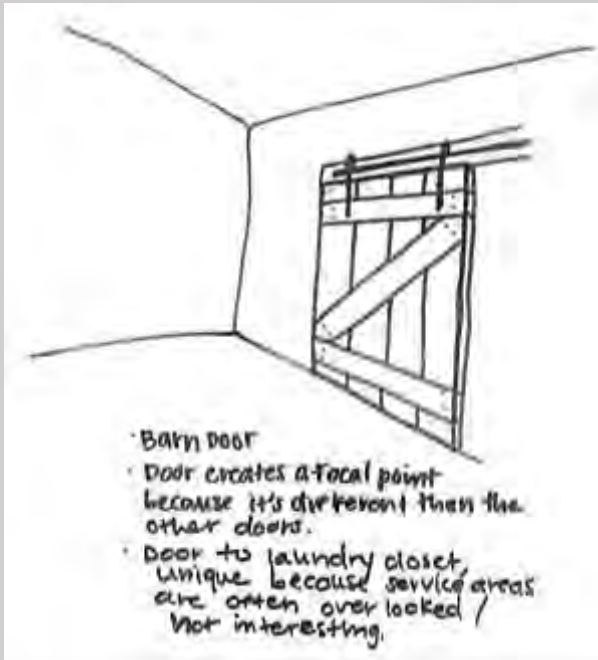 · Barn Door
· Door creates a focal point
because it's different than the
other doors.
· Door to laundry closet,
unique because service areas
are often over looked /
not interesting.